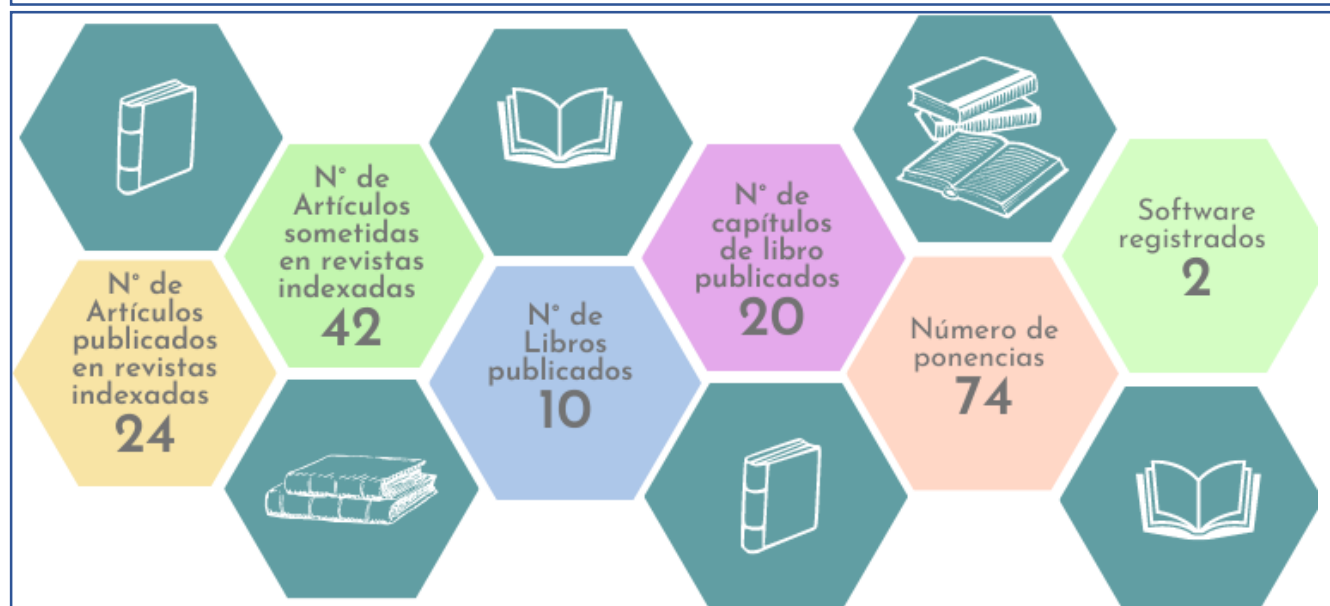 N° de
Artículos
publicados
en revistas
indexadas
24
N° de
Artículos
sometidas
en revistas
indexadas
42
N° de
Libros
publicados
10
N° de
capítulos
de libro
publicados
20
Número de
ponencias
74
Software
registrados
2